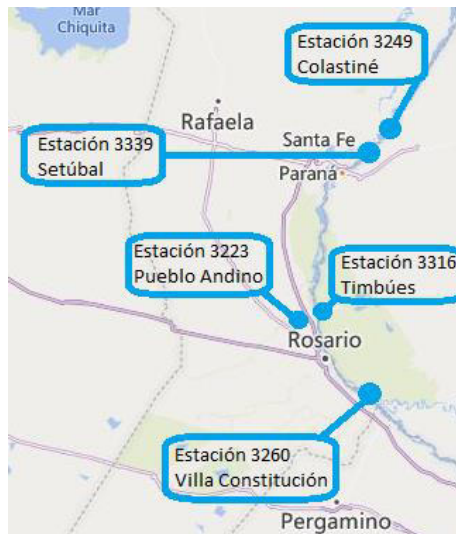 Mar
Chiquita
Estación 3249
Colastiné
Rafaela
Estación 3339
Setúbal
Santa Fe
Paraná
Estación 3223
Pueblo Andino
Estación 3316
Timbúes
Rosario
Estación 3260
Villa Constitución
Pergamino